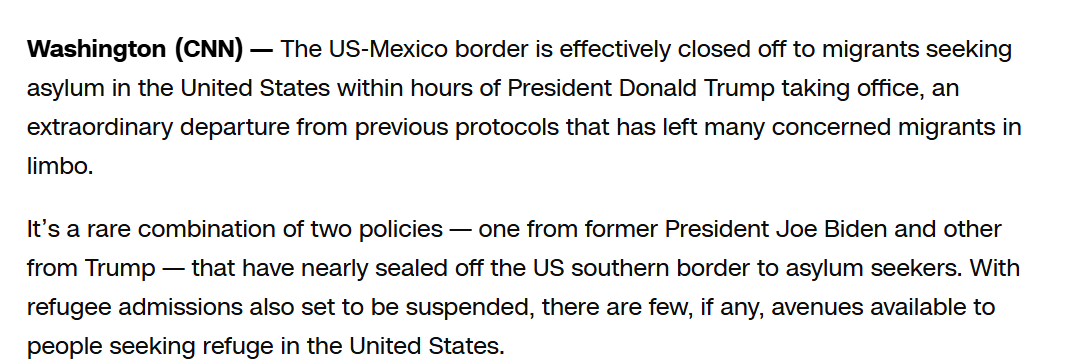 Washington (CNN) — The US-Mexico border is effectively closed off to migrants seeking
asylum in the United States within hours of President Donald Trump taking office, an
extraordinary departure from previous protocols that has left many concerned migrants in
limbo.
It’s a rare combination of two policies — one from former President Joe Biden and other
from Trump — that have nearly sealed off the US southern border to asylum seekers. With
refugee admissions also set to be suspended, there are few, if any, avenues available to
people seeking refuge in the United States.